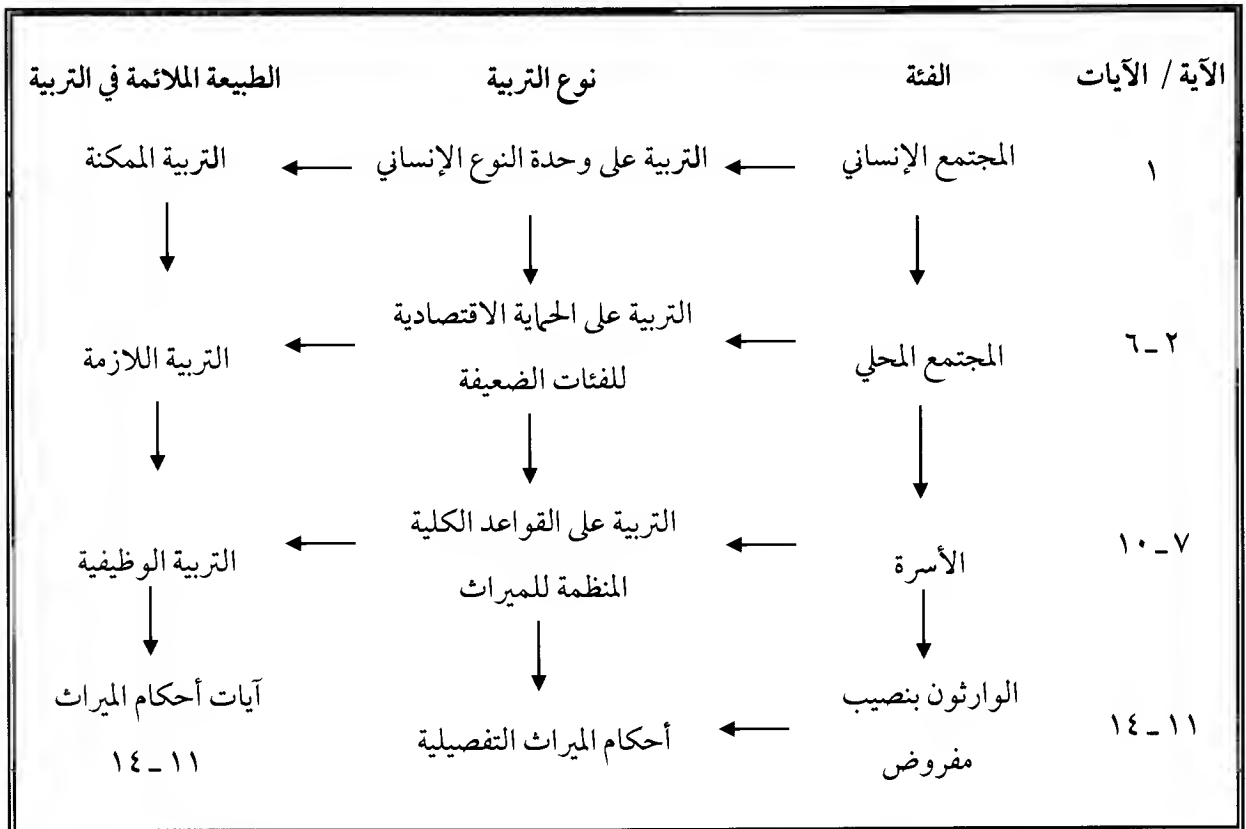 الآية / الآيات الفئة نوع التربية الطبيعة الملائمة في التربية
١ المجتمع الإنساني التربية على وحدة النوع الإنساني التربية الممكنة
٢ـ٦ المجتمع المحلي التربية على الحماية الاقتصادية
للفئات الضعيفة التربية اللازمة
٧ـ١٠ الأسرة التربية على القواعد الكلية
المنظمة للميراث التربية الوظيفية
١١ـ١٤ الوارثون بنصيب
مفروض أحكام الميراث التفصيلية آيات أحكام الميراث
١١ـ١٤